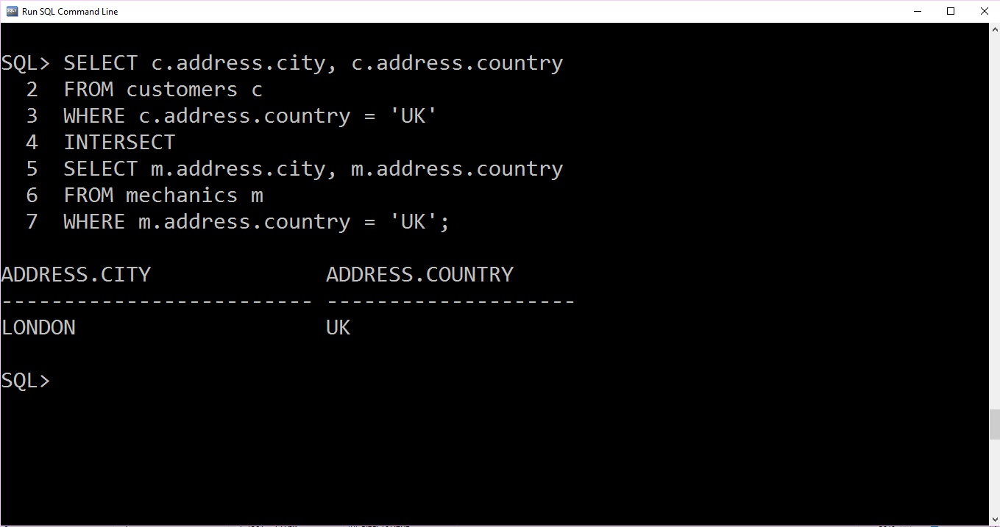 Run SQL Command Line
SQL> SELECT c.address.city, c.address.country
  2  FROM customers c
  3  WHERE c.address.country = 'UK'
  4  INTERSECT
  5  SELECT m.address.city, m.address.country
  6  FROM mechanics m
  7  WHERE m.address.country = 'UK';
ADDRESS.CITY              ADDRESS.COUNTRY
------------------------- --------------------
LONDON                    UK
SQL>